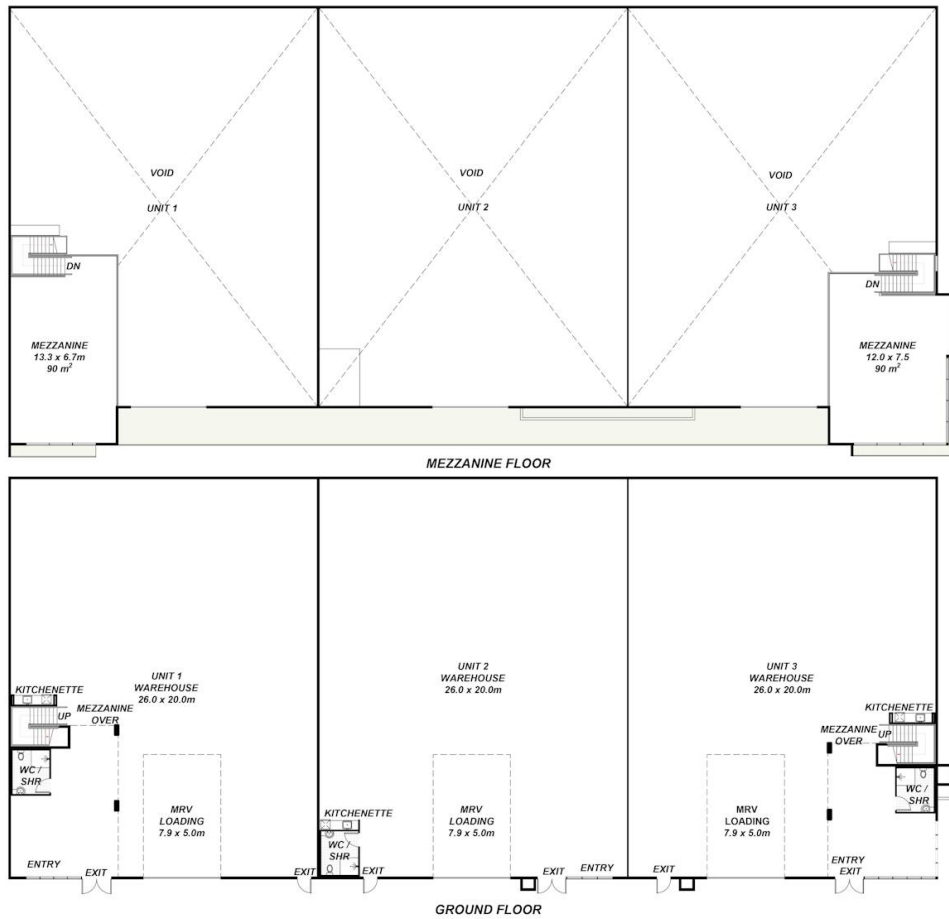 VOID
UNIT 1
VOID
UNIT 2
VOID
UNIT 3
DN
DN
MEZZANINE
13.3 x 6.7m
90 m²
MEZZANINE
12.0 x 7.5
90 m²
MEZZANINE FLOOR
UNIT 1
WAREHOUSE
26.0 x 20.0m
UNIT 2
WAREHOUSE
26.0 x 20.0m
UNIT 3
WAREHOUSE
26.0 x 20.0m
KITCHENETTE
UP
MEZZANINE
OVER
KITCHENETTE
UP
MEZZANINE
OVER
WC /
SHR
WC /
SHR
MRV
LOADING
7.9 x 5.0m
KITCHENETTE
WC /
SHR
MRV
LOADING
7.9 x 5.0m
MRV
LOADING
7.9 x 5.0m
ENTRY
EXIT
EXIT
EXIT
EXIT
ENTRY
EXIT
ENTRY
EXIT
GROUND FLOOR